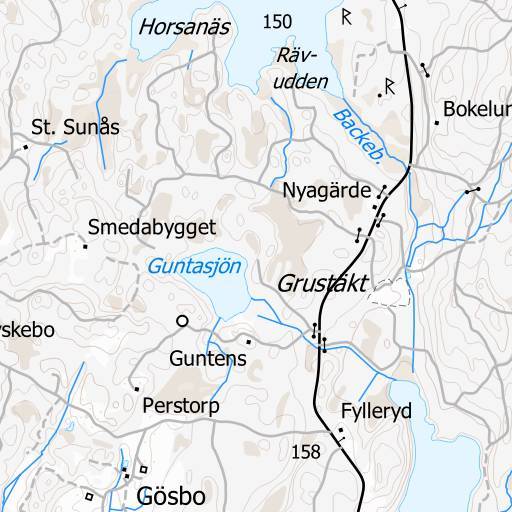 Horsanäs
150
Räv-
udden
Backeb.
Bokelun
St. Sunås
Nyagärde
Smedabygget
Guntasjön
Grustäkt
skebo
Guntens
Perstorp
Fylleryd
158
Gösbo